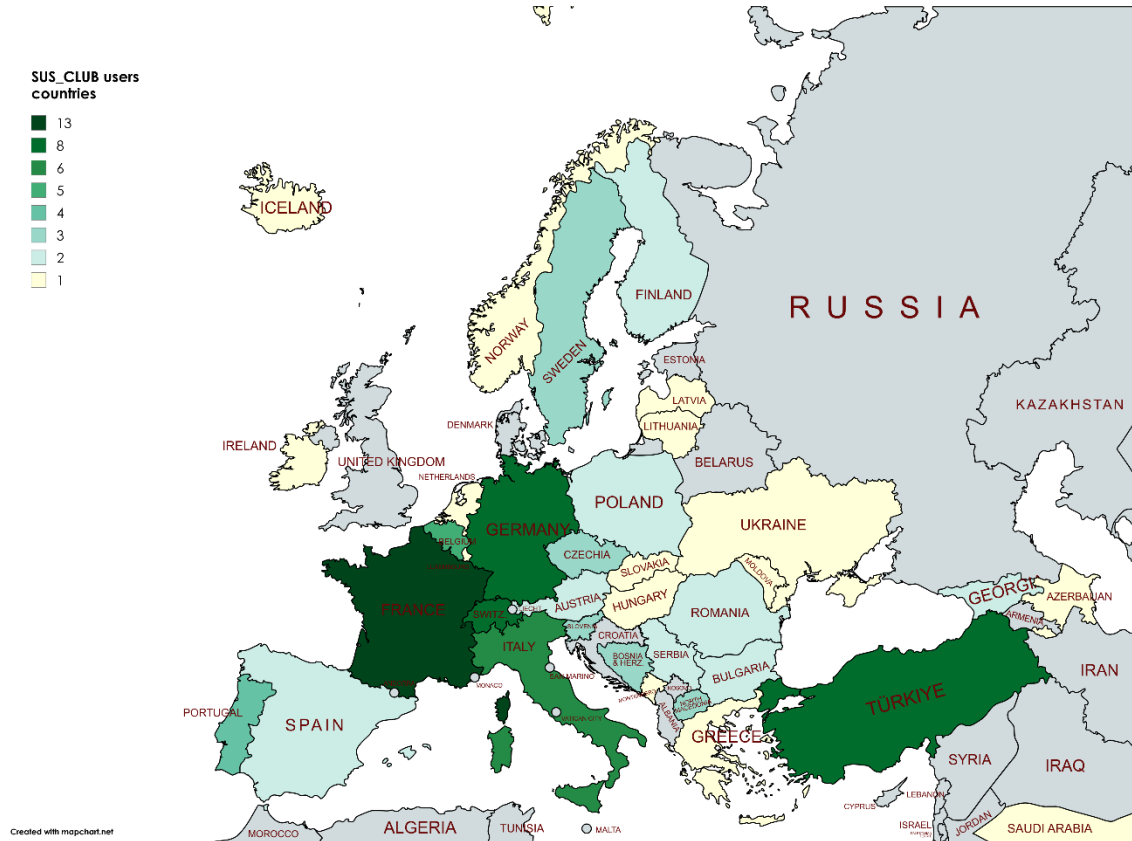 SUS_CLUB users
countries
13
8
6
5
4
3
2
1
ICELAND
NORWAY
SWEDEN
FINLAND
RUSSIA
ESTONIA
LATVIA
LITHUANIA
KAZAKHSTAN
DENMARK
IRELAND
UNITED KINGDOM
NETHERLANDS
BELARUS
POLAND
UKRAINE
GERMANY
BELGIUM
CZECHIA
SLOVAKIA
MOLDOVA
FRANCE
SWITZ.
LIECHT.
AUSTRIA
HUNGARY
ROMANIA
GEORGIA
AZERBAIJAN
ARMENIA
SLOVENIA
CROATIA
ITALY
BOSNIA
& HERZ.
SERBIA
BULGARIA
SAN MARINO
MONACO
MONTENEGRO
KOSOVO
NORTH
MACEDONIA
ALBANIA
VATICAN CITY
PORTUGAL
SPAIN
GREECE
TÜRKIYE
IRAN
SYRIA
IRAQ
CYPRUS
LEBANON
ISRAEL
JORDAN
SAUDI ARABIA
MOROCCO
ALGERIA
TUNISIA
MALTA
Created with mapchart.net